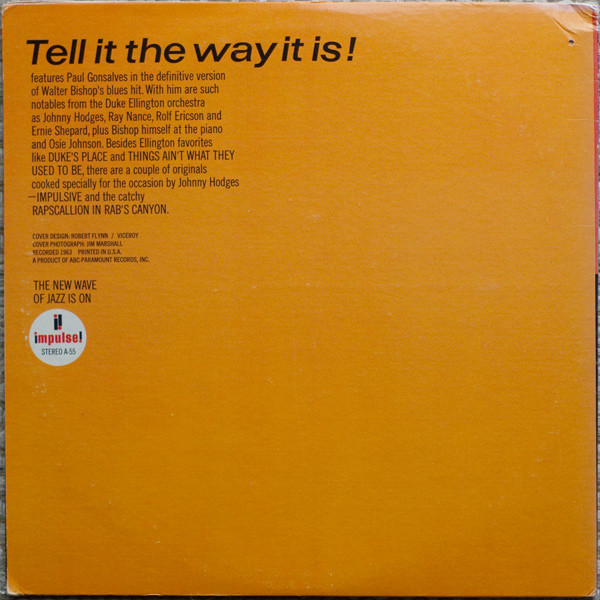 Tell it the way it is!
features Paul Gonsalves in the definitive version
of Walter Bishop's blues hit. With him are such
notables from the Duke Ellington orchestra
as Johnny Hodges, Ray Nance, Rolf Ericson and
Ernie Shepard, plus Bishop himself at the piano
and Osie Johnson. Besides Ellington favorites
like DUKE'S PLACE and THINGS AIN'T WHAT THEY
USED TO BE, there are a couple of originals
cooked specially for the occasion by Johnny Hodges
—IMPULSIVE and the catchy
RAPSCALLION IN RAB'S CANYON.
COVER DESIGN: ROBERT FLYNN / VICEROY
COVER PHOTOGRAPH: JIM MARSHALL
RECORDED 1963 PRINTED IN U.S.A.
A PRODUCT OF ABC-PARAMOUNT RECORDS, INC.
THE NEW WAVE
OF JAZZ IS ON
i!
impulse!
STEREO A-55